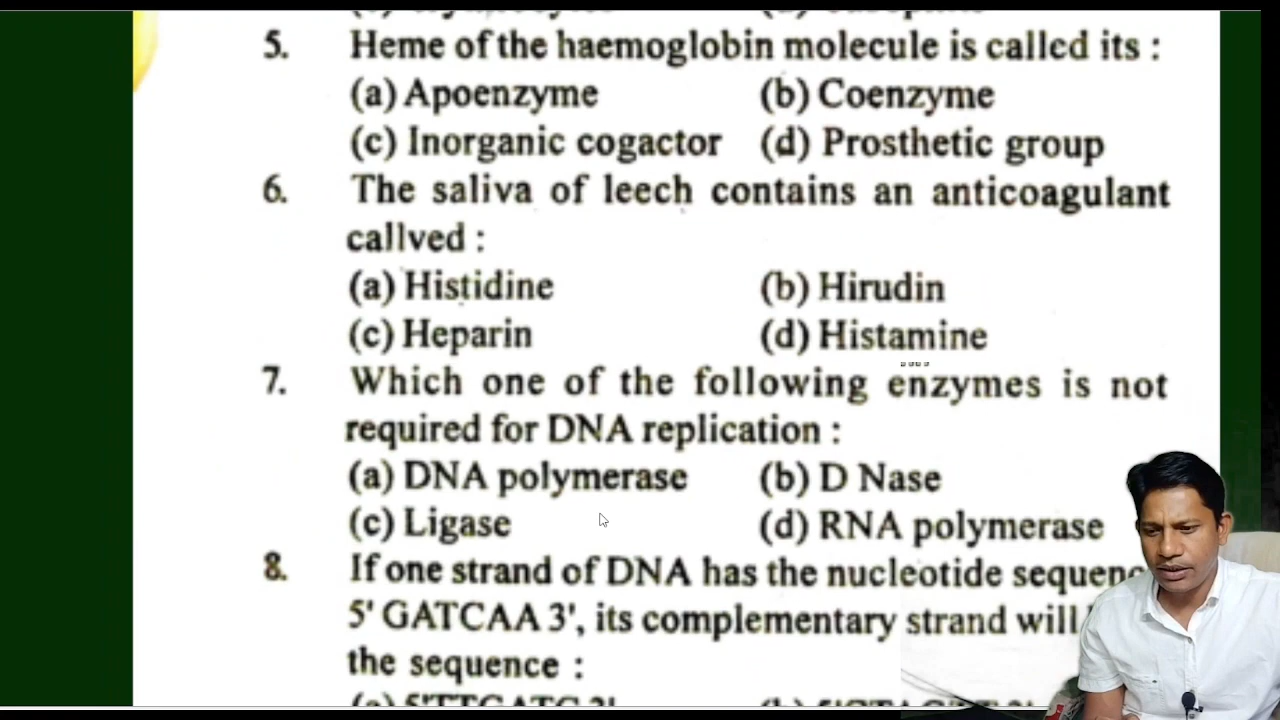 5. Heme of the haemoglobin molecule is called its :
(a) Apoenzyme (b) Coenzyme
(c) Inorganic cogactor (d) Prosthetic group
6. The saliva of leech contains an anticoagulant
callved :
(a) Histidine (b) Hirudin
(c) Heparin (d) Histamine
7. Which one of the following enzymes is not
required for DNA replication :
(a) DNA polymerase (b) D Nase
(c) Ligase (d) RNA polymerase
8. If one strand of DNA has the nucleotide
5' GATCAA 3', its complementary strand will
the sequence :